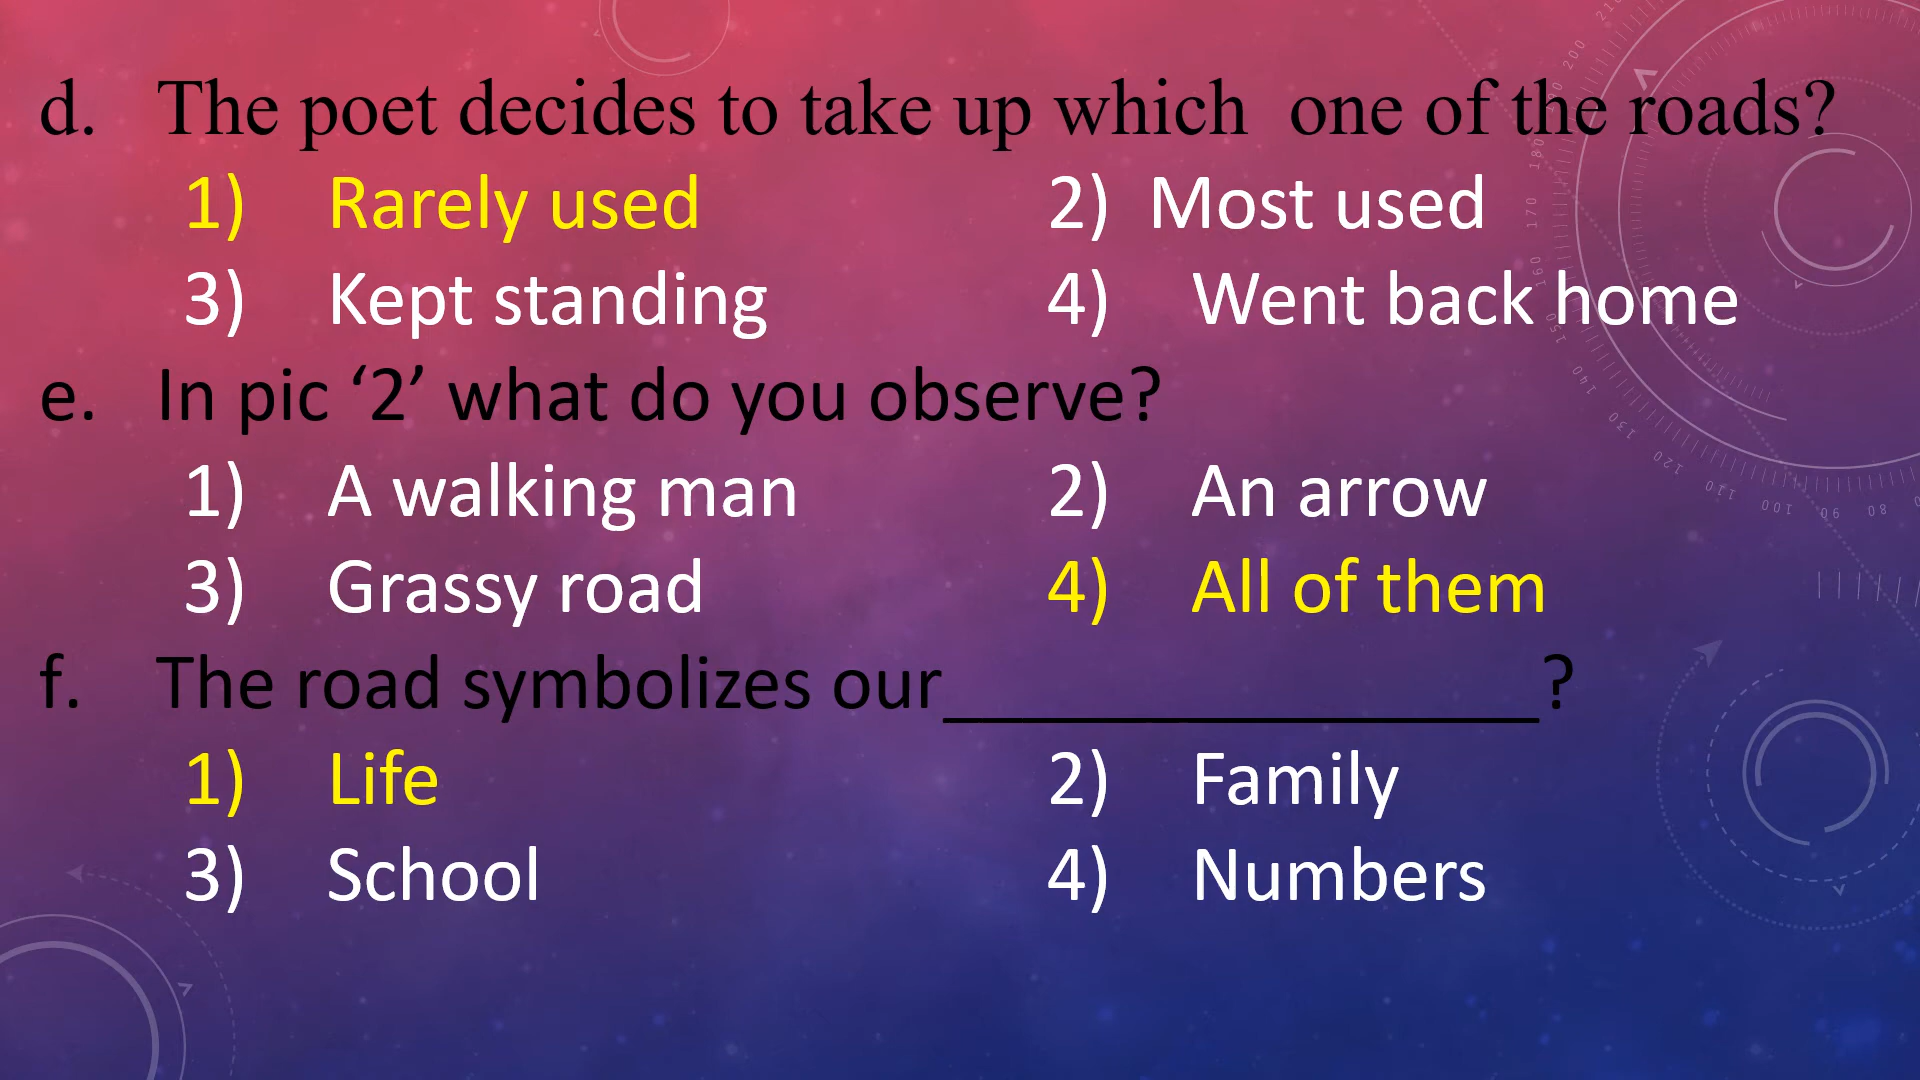 d. The poet decides to take up which one of the roads?
1) Rarely used 2) Most used
3) Kept standing 4) Went back home
e. In pic ‘2’ what do you observe?
1) A walking man 2) An arrow
3) Grassy road 4) All of them
f. The road symbolizes our_________________?
1) Life 2) Family
3) School 4) Numbers